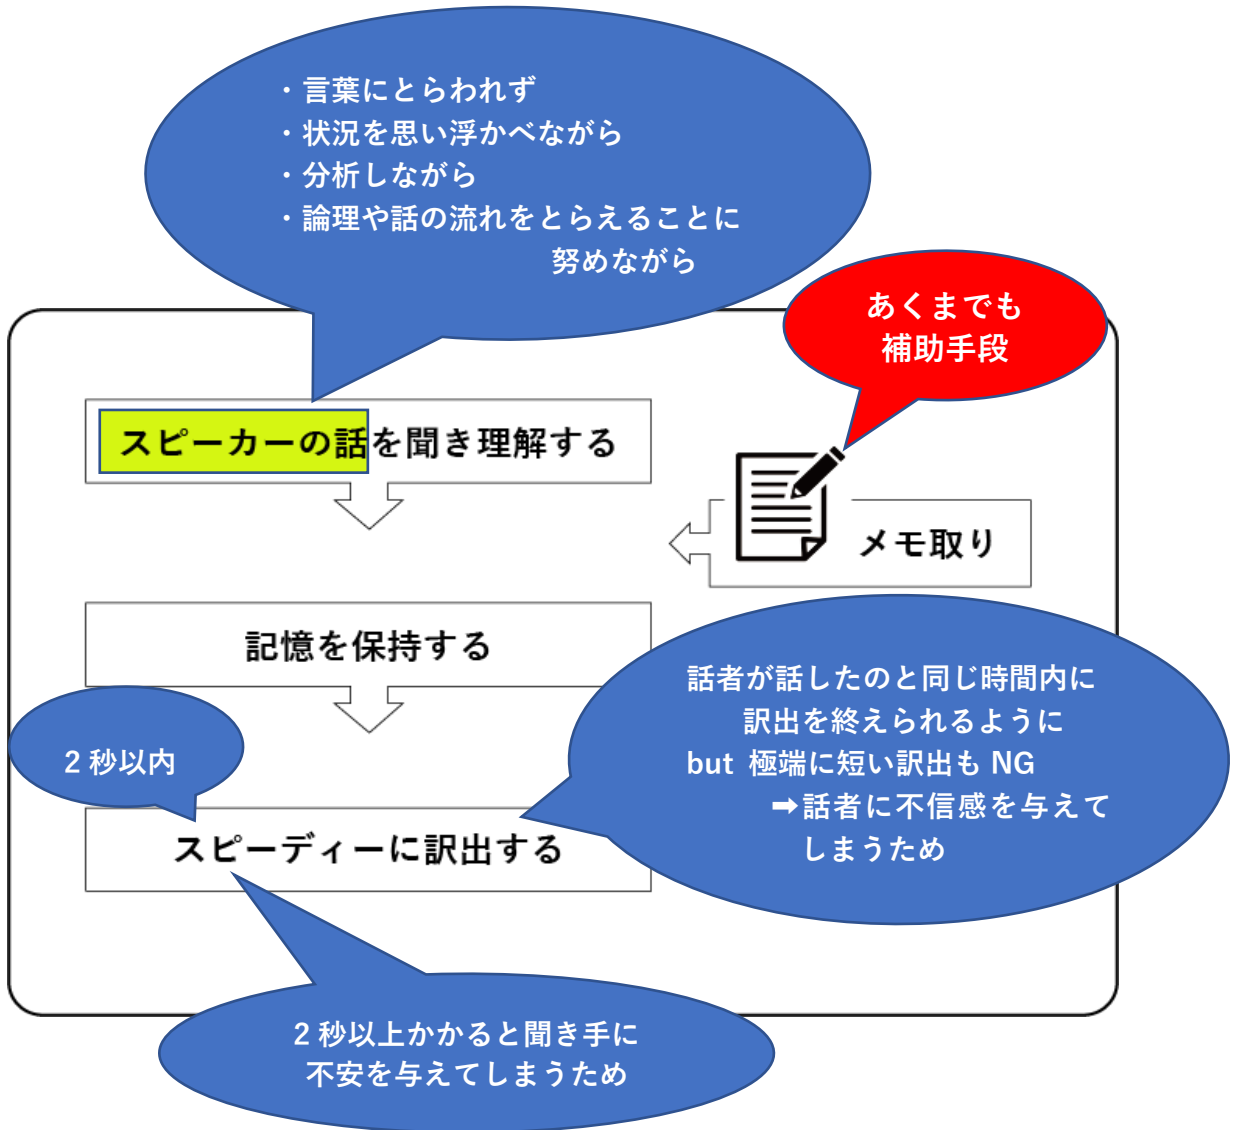 ・言葉にとらわれず
・状況を思い浮かべながら
・分析しながら
・論理や話の流れをとらえることに
努めながら
あくまでも
補助手段
スピーカーの話を聞き理解する
メモ取り
記憶を保持する
話者が話したのと同じ時間内に
訳出を終えられるように
but 極端に短い訳出も NG
➡話者に不信感を与えて
しまうため
2 秒以内
スピーディーに訳出する
2 秒以上かかると聞き手に
不安を与えてしまうため